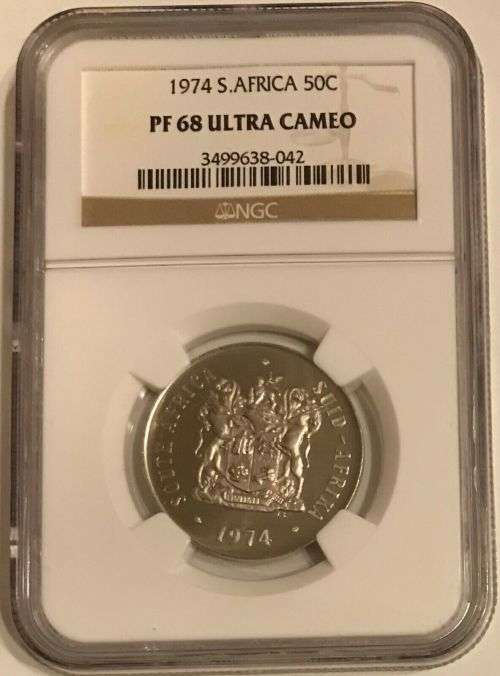 1974 S.AFRICA 50C
PF 68 ULTRA CAMEO
3499638-042
NGC
SOUTH AFRICA · SUID-AFRIKA
· 1974 ·